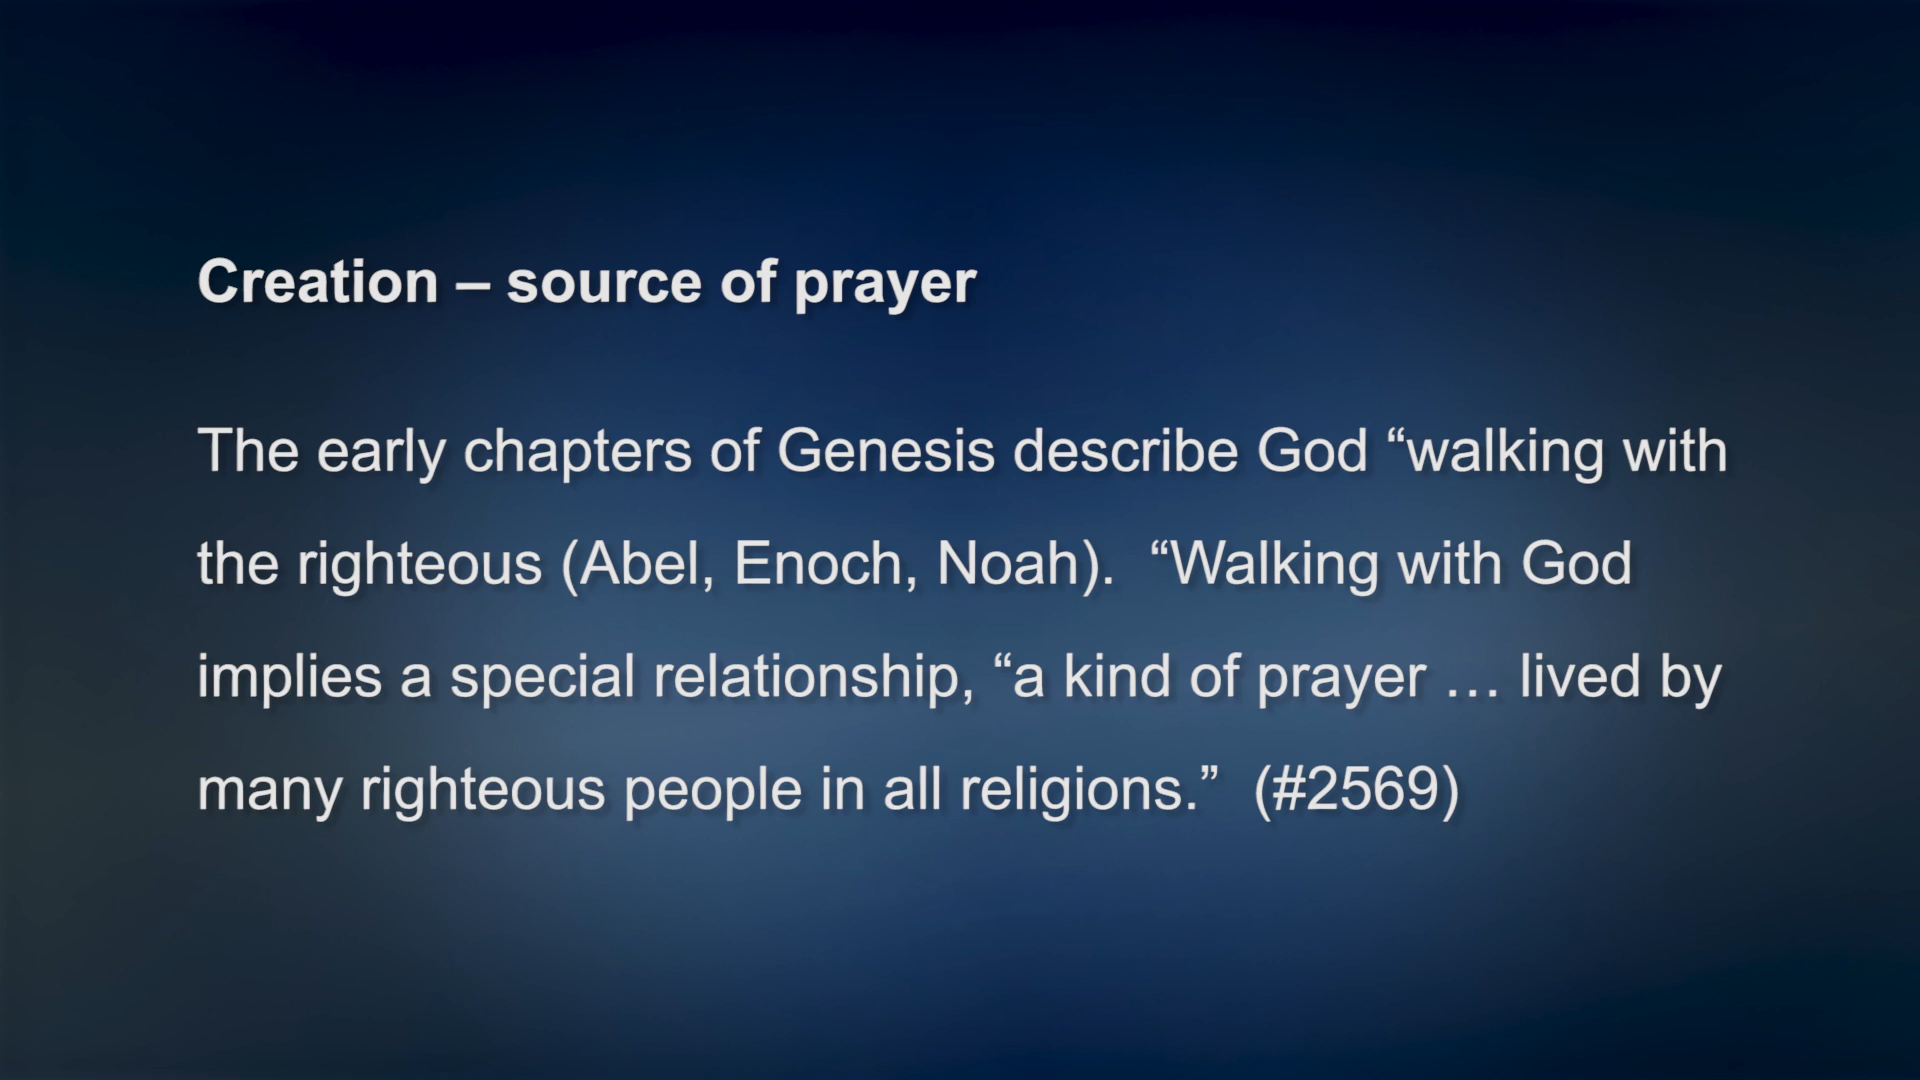 Creation – source of prayer
The early chapters of Genesis describe God “walking with
the righteous (Abel, Enoch, Noah).  “Walking with God
implies a special relationship, “a kind of prayer … lived by
many righteous people in all religions.”  (#2569)